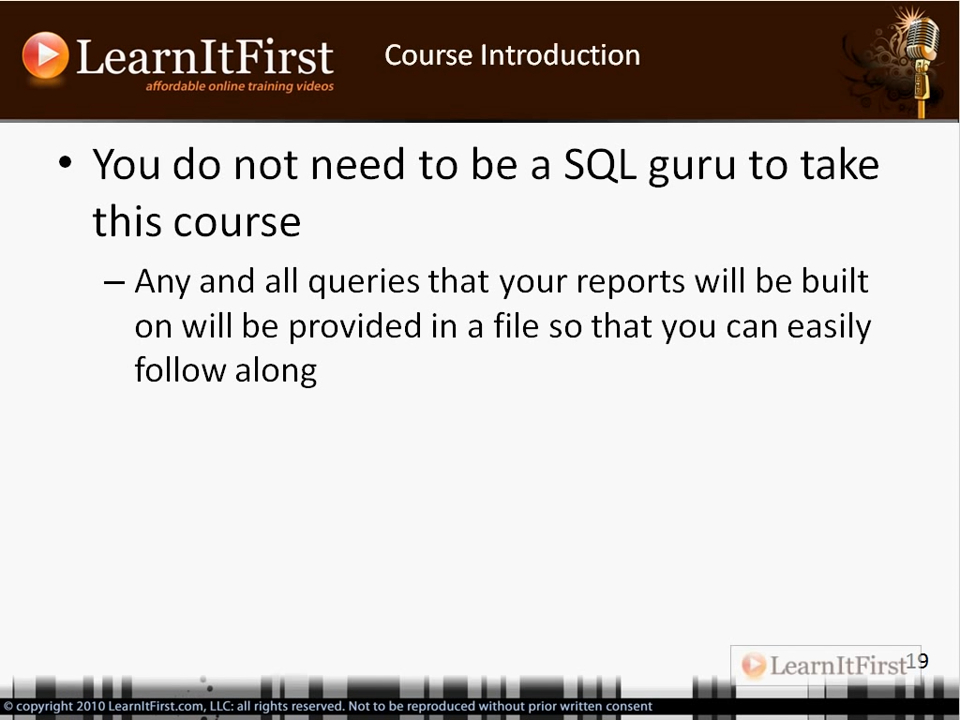 LearnItFirst
affordable online training videos
Course Introduction
• You do not need to be a SQL guru to take
this course
– Any and all queries that your reports will be built
on will be provided in a file so that you can easily
follow along
LearnItFirst
19
© copyright 2010 LearnItFirst.com, LLC: all rights reserved. Not to be reproduced without prior written consent